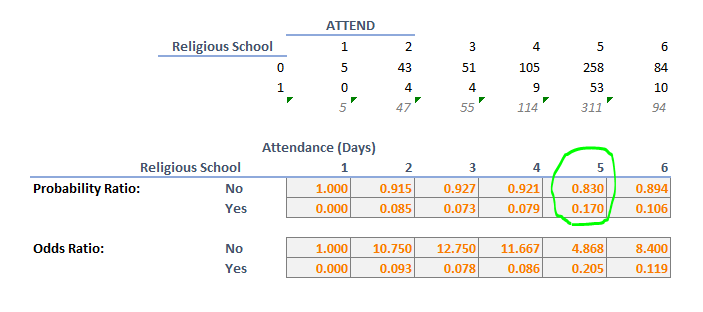 ATTEND
Religious School 1 2 3 4 5 6
0 5 43 51 105 258 84
1 0 4 4 9 53 10
5 47 55 114 311 94
Attendance (Days)
Religious School 1 2 3 4 5 6
Probability Ratio: No 1.000 0.915 0.927 0.921 0.830 0.894
Yes 0.000 0.085 0.073 0.079 0.170 0.106
Odds Ratio: No 1.000 10.750 12.750 11.667 4.868 8.400
Yes 0.000 0.093 0.078 0.086 0.205 0.119